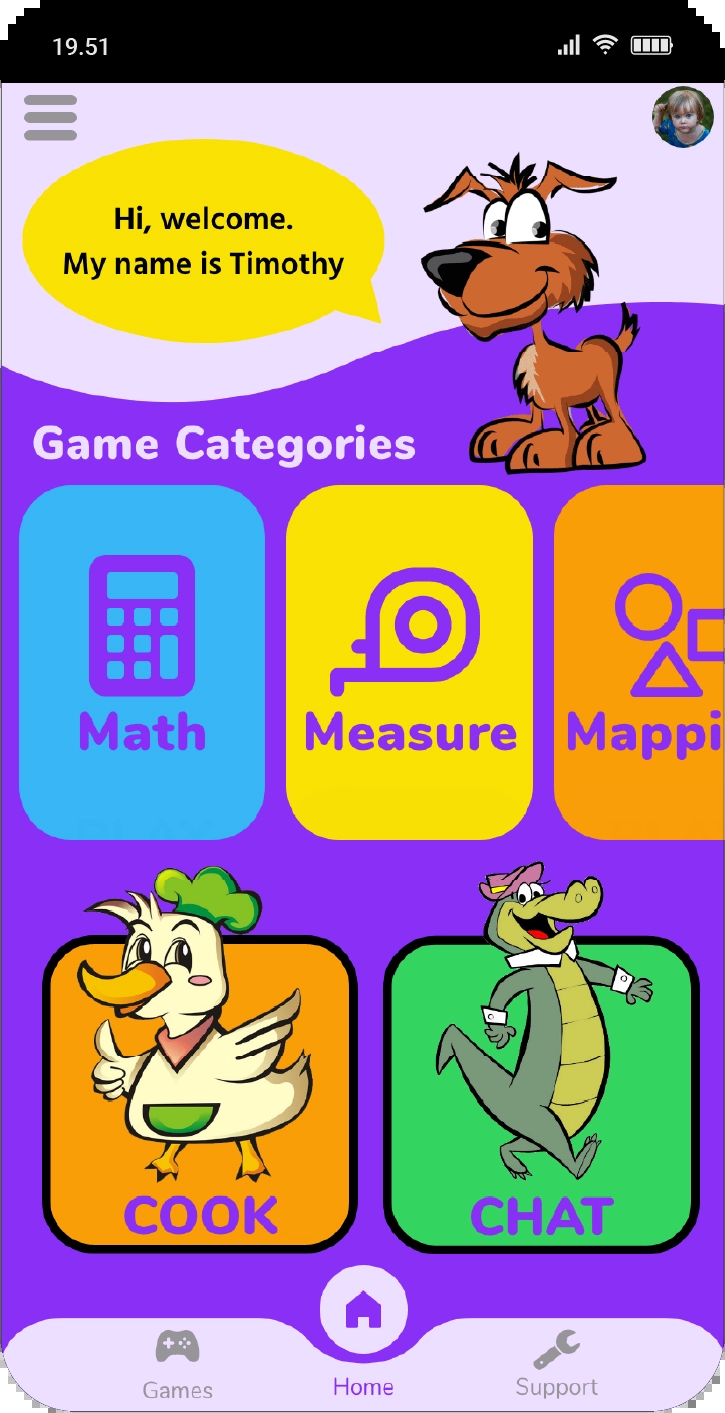 19.51
Hi, welcome.
My name is Timothy
Game Categories
Math
Measure
Mappi
COOK
CHAT
Games
Home
Support